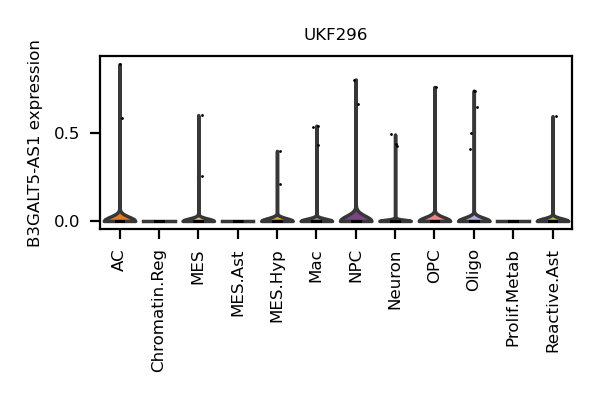 UKF296
B3GALT5-AS1 expression
0.5
0.0
AC
Chromatin.Reg
MES
MES.Ast
MES.Hyp
Mac
NPC
Neuron
OPC
Oligo
Prolif.Metab
Reactive.Ast